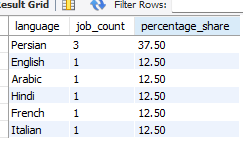 Result Grid Filter Rows:
language job_count percentage_share
Persian 3 37.50
English 1 12.50
Arabic 1 12.50
Hindi 1 12.50
French 1 12.50
Italian 1 12.50